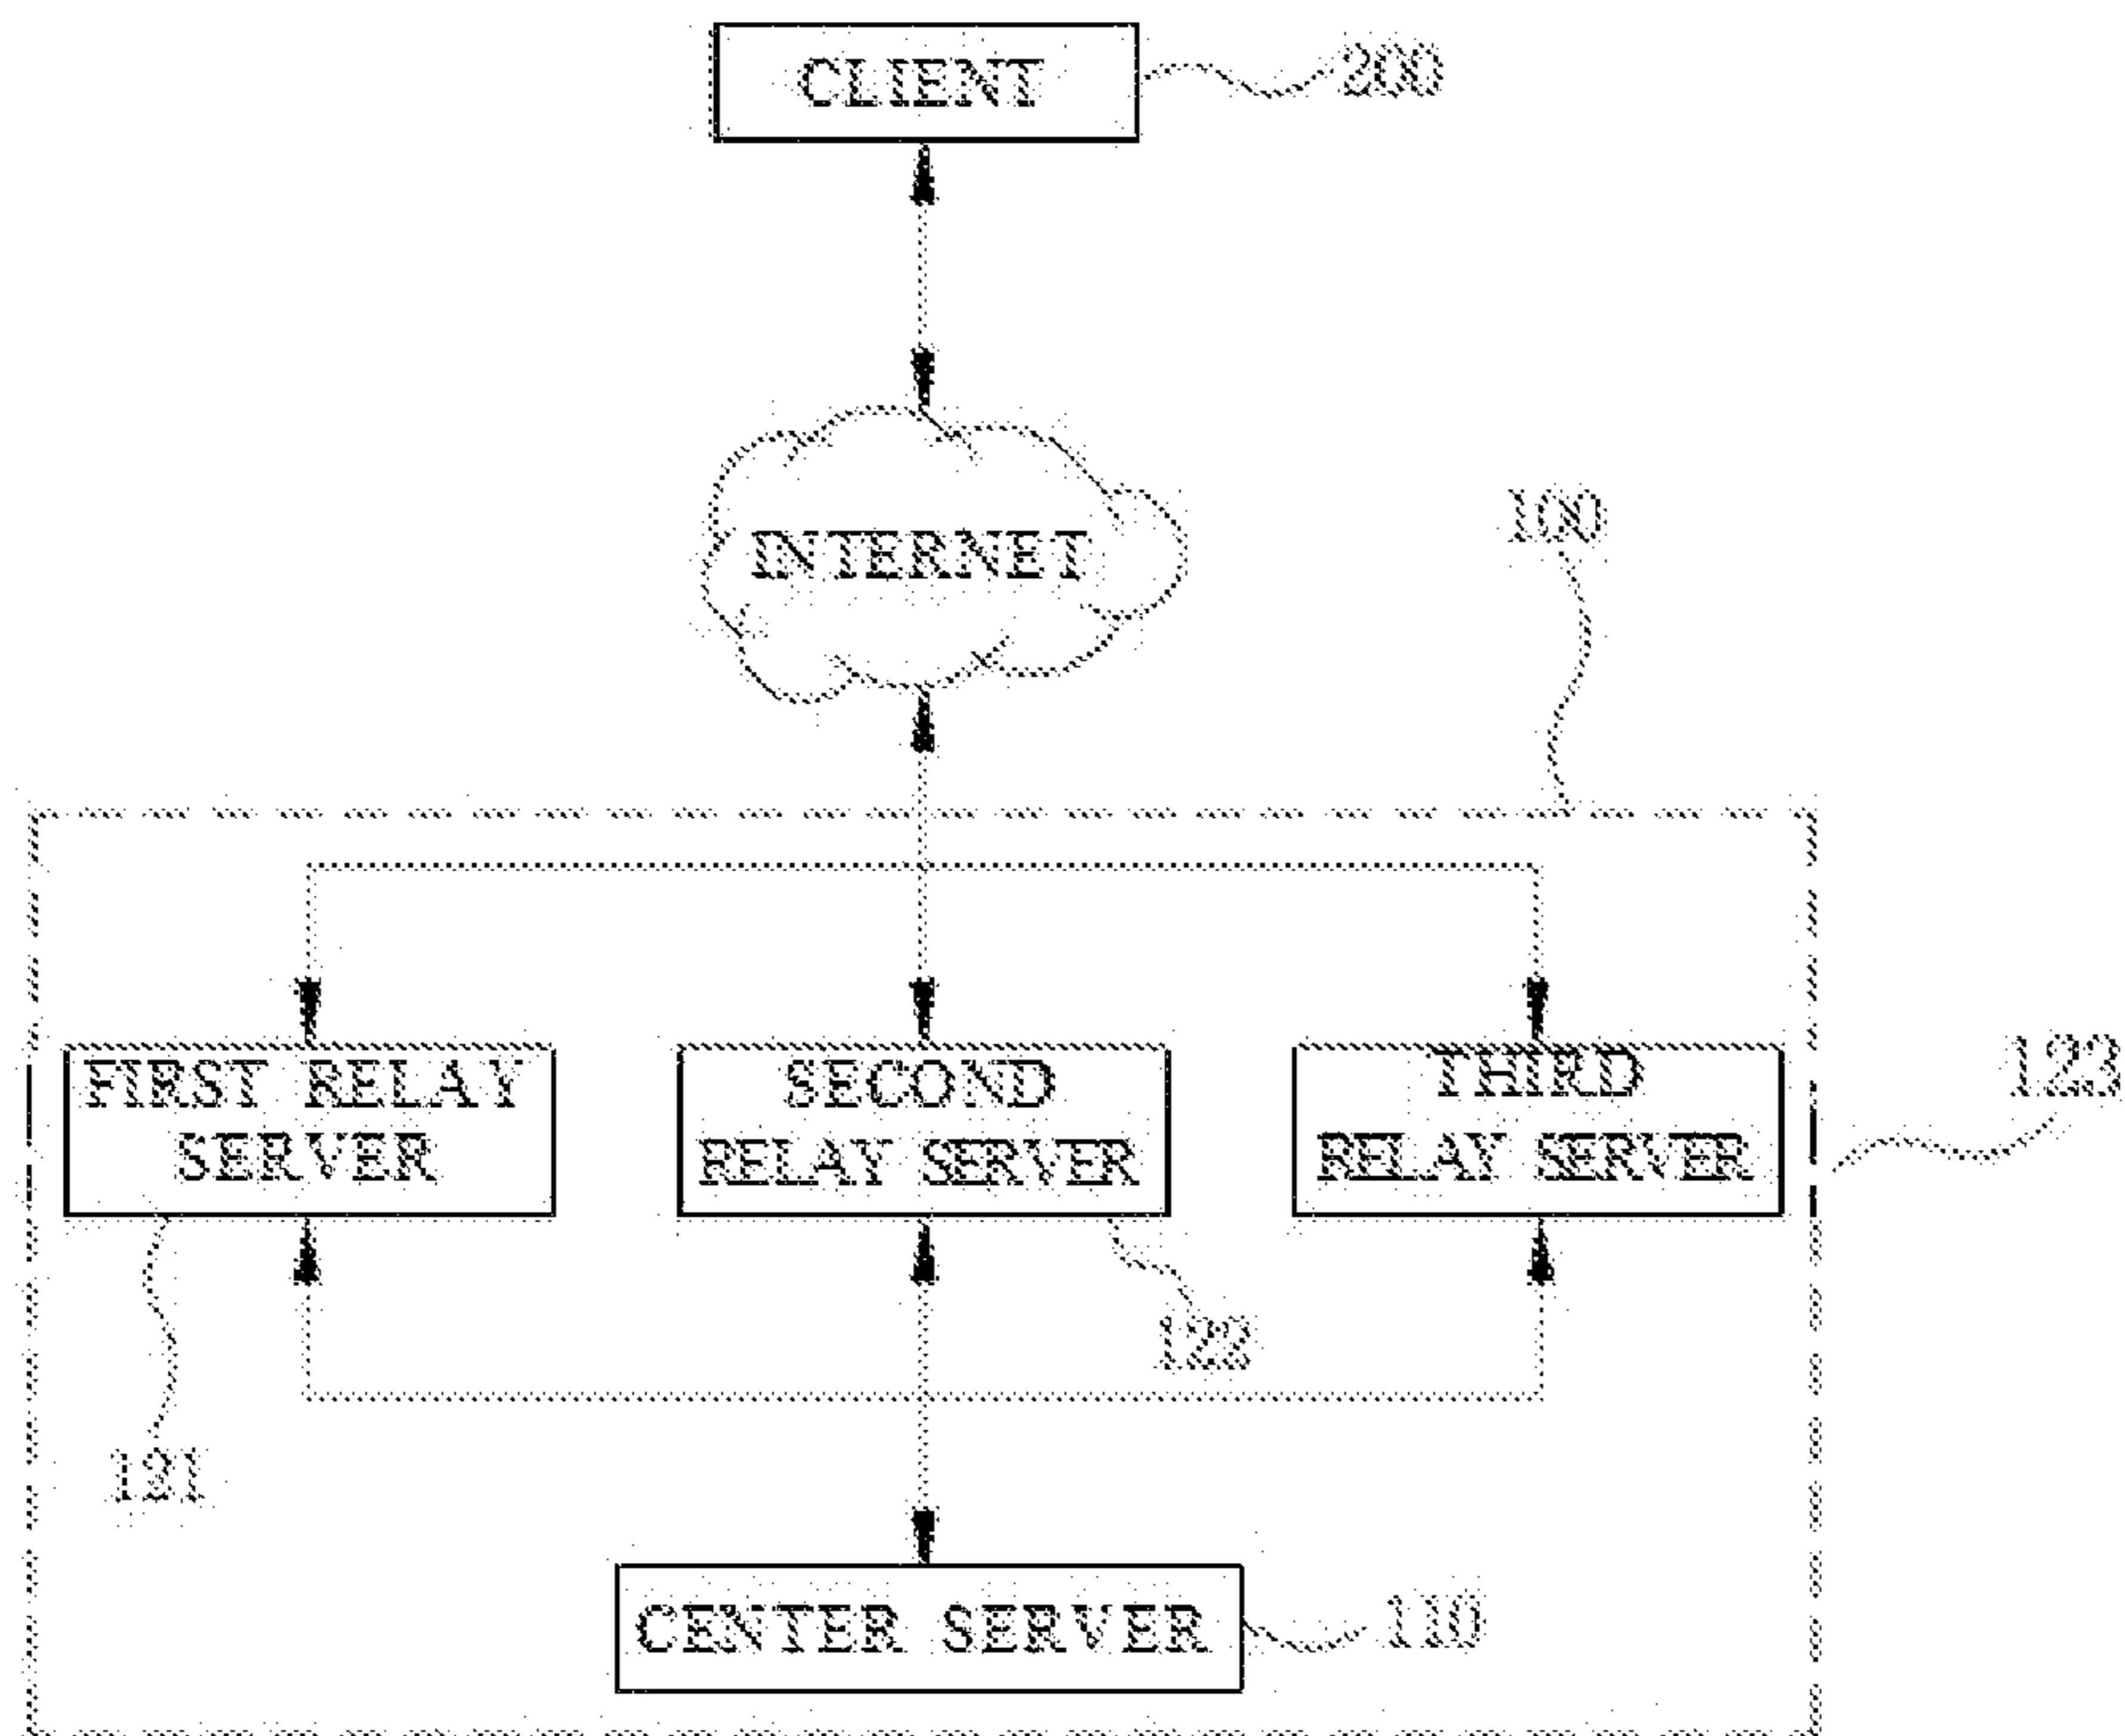 CLIENT
200
INTERNET
100
FIRST RELAY
SERVER
SECOND
RELAY SERVER
THIRD
RELAY SERVER
123
122
121
CENTER SERVER
110